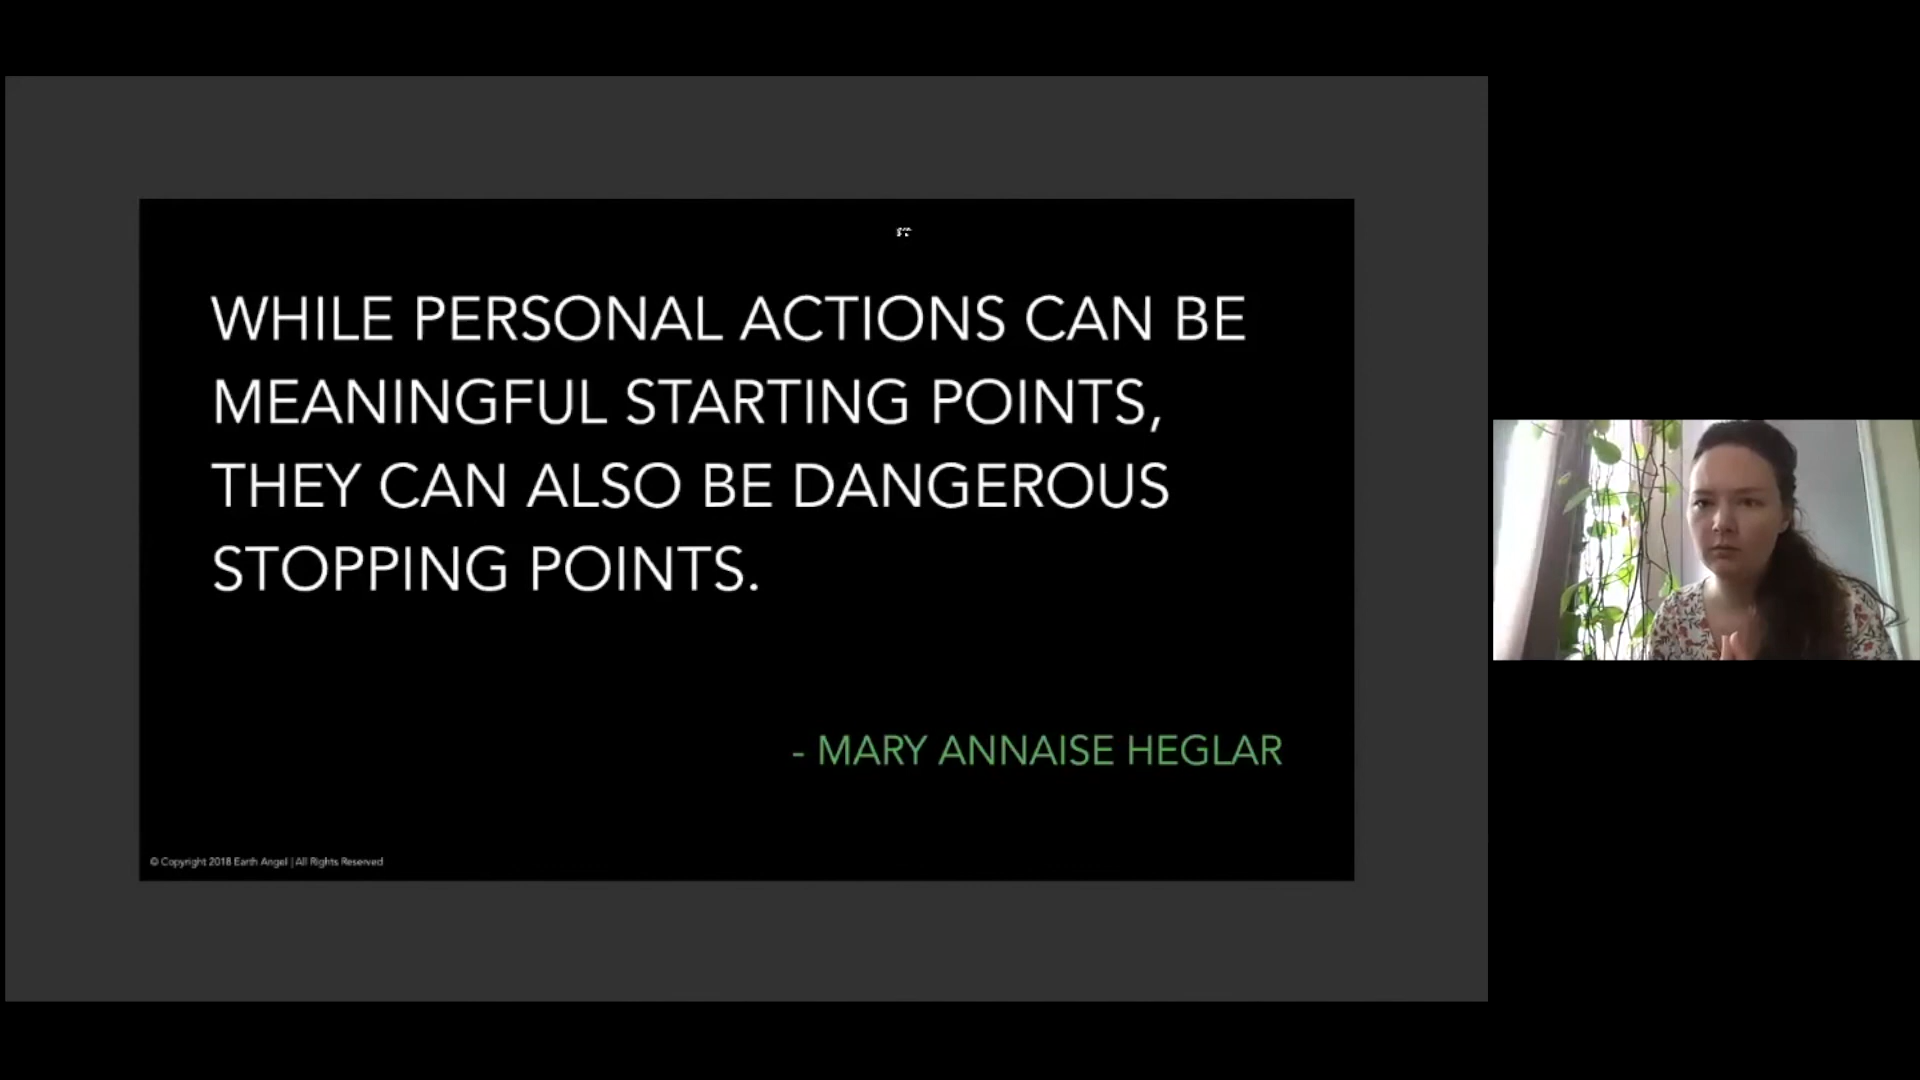 WHILE PERSONAL ACTIONS CAN BE
MEANINGFUL STARTING POINTS,
THEY CAN ALSO BE DANGEROUS
STOPPING POINTS.
- MARY ANNAISE HEGLAR
© Copyright 2018 Earth Angel | All Rights Reserved